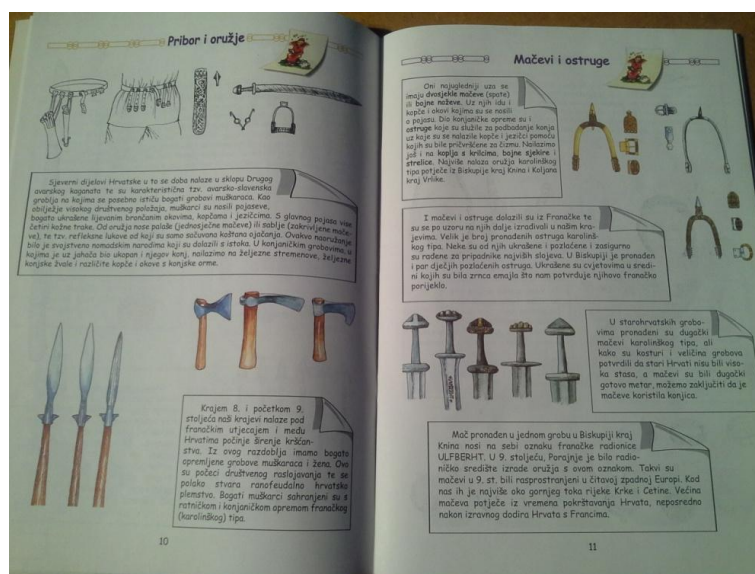 Pribor i oružje
Sjeverni dijelovi Hrvatske u to se doba nalaze u sklopu Drugog
avarskog kaganata te su karakteristična tzv. avarsko-slavenska
groblja na kojima se posebno ističu bogati grobovi muškaraca. Kao
obilježje visokog društvenog položaja, muškarci su nosili pojaseve,
bogato ukrašene lijevanim brončanim okovima, kopčama i jezičcima. S glavnog pojasa vise
četiri kožne trake. Od oružja nose palaše (jednosječne mačeve) ili sablje (zakrivljene mače-
ve), te tzv. refleksne lukove od koji su samo sačuvana koštana ojačanja. Ovakvo naoružanje
bilo je svojstveno nomadskim narodima koji su dolazili s istoka. U konjaničkim grobovima, u
kojima je uz jahača bio ukopan i njegov konj, nailazimo na željezne stremenove, željezne
konjske žvale i različite kopče i okove s konjske orme.
Krajem 8. i početkom 9.
stoljeća naši krajevi nalaze pod
franačkim utjecajem i među
Hrvatima počinje širenje kršćan-
stva. Iz ovog razdoblja imamo bogato
opremljene grobove muškaraca i žena. Ovo
su počeci društvenog raslojavanja te se
polako stvara ranofeudalno hrvatsko
plemstvo. Bogati muškarci sahranjeni su s
ratničkom i konjaničkom opremom franačkog
(karolinškog) tipa.
10
Mačevi i ostruge
Oni najugledniji uza se
imaju dvosjekle mačeve (spate)
ili bojne noževe. Uz njih idu i
kopče i okovi kojima su se nosili
o pojasu. Dio konjaničke opreme su i
ostruge koje su služile za podbadanje konja
uz koje su se nalazile kopče i jezičci pomoću
kojih su bile pričvršćene za čizmu. Nailazimo
još i na koplja s krilcima, bojne sjekire i
strelice. Najviše nalaza oružja karolinškog
tipa potječe iz Biskupije kraj Knina i Koljana
kraj Vrlike.
I mačevi i ostruge dolazili su iz Franačke te
su se po uzoru na njih dalje izrađivali u našim kra-
jevima. Velik je broj pronađenih ostruga karolinš-
kog tipa. Neke su od njih ukrašene i pozlaćene i zasigurno
su rađene za pripadnike najviših slojeva. U Biskupiji je pronađen
i par dječjih pozlaćenih ostruga. Ukrašene su cvjetovima u sredi-
ni kojih su bila zrnca emajla što nam potvrđuje njihova franačko
porijeklo.
U starohrvatskih grobo-
vima pronađeni su dugački
mačevi karolinškog tipa, ali
kako su kosturi i veličina grobova
potvrdili da stari Hrvati nisu bili viso-
ka stasa, a mačevi su bili dugački
gotovo metar, možemo zaključiti da je
mačeve koristila konjica.
Mač pronađen u jednom grobu u Biskupiji kraj
Knina nosi na sebi oznaku franačke radionice
ULFBERHT. U 9. stoljeću, Porajnje je bilo radio-
ničko središte izrade oružja s ovom oznakom. Takvi su
mačevi u 9. st. bili rasprostranjeni u čitavoj zpadnoj Europi. Kod
nas ih je najviše oko gornjeg toka rijeke Krke i Cetine. Većina
mačeva potječe iz vremena pokrštavanja Hrvata, neposredno
nakon izravnog dodira Hrvata s Francima.
11